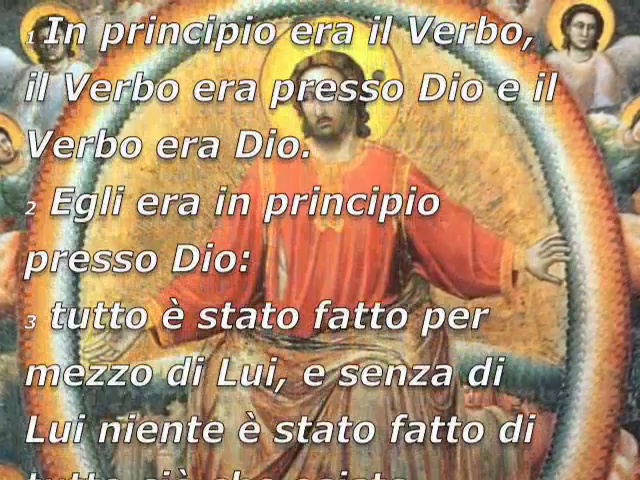 1 In principio era il Verbo,
il Verbo era presso Dio e il
Verbo era Dio.
2 Egli era in principio
presso Dio:
3 tutto è stato fatto per
mezzo di Lui, e senza di
Lui niente è stato fatto di